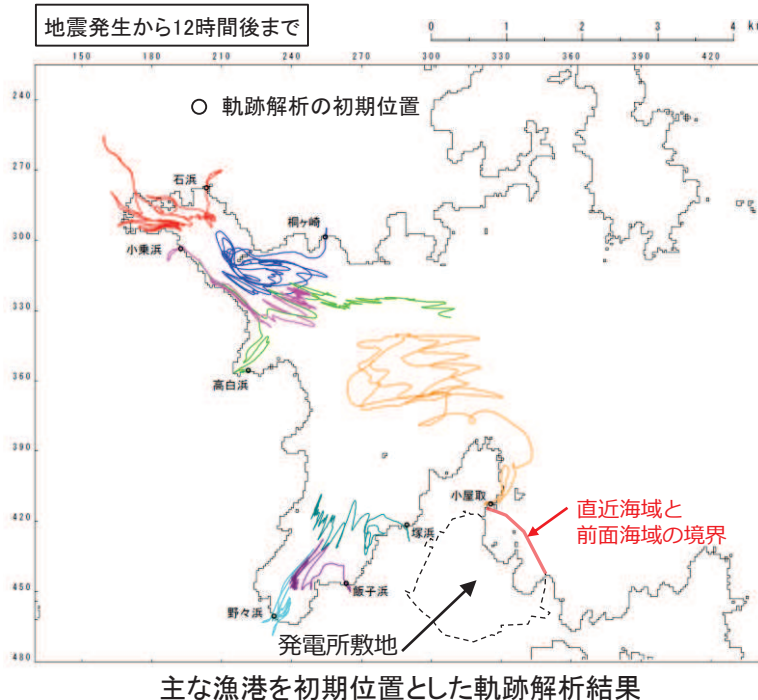 地震発生から12時間後まで
0 1 2 3 4 km
150 180 210 240 270 300 330 360 390 420
240
270
300
330
360
390
420
450
480
○ 軌跡解析の初期位置
石浜
桐ヶ崎
小乗浜
高白浜
小屋取
直近海域と
前面海域の境界
塚浜
飯子浜
野々浜
発電所敷地
主な漁港を初期位置とした軌跡解析結果